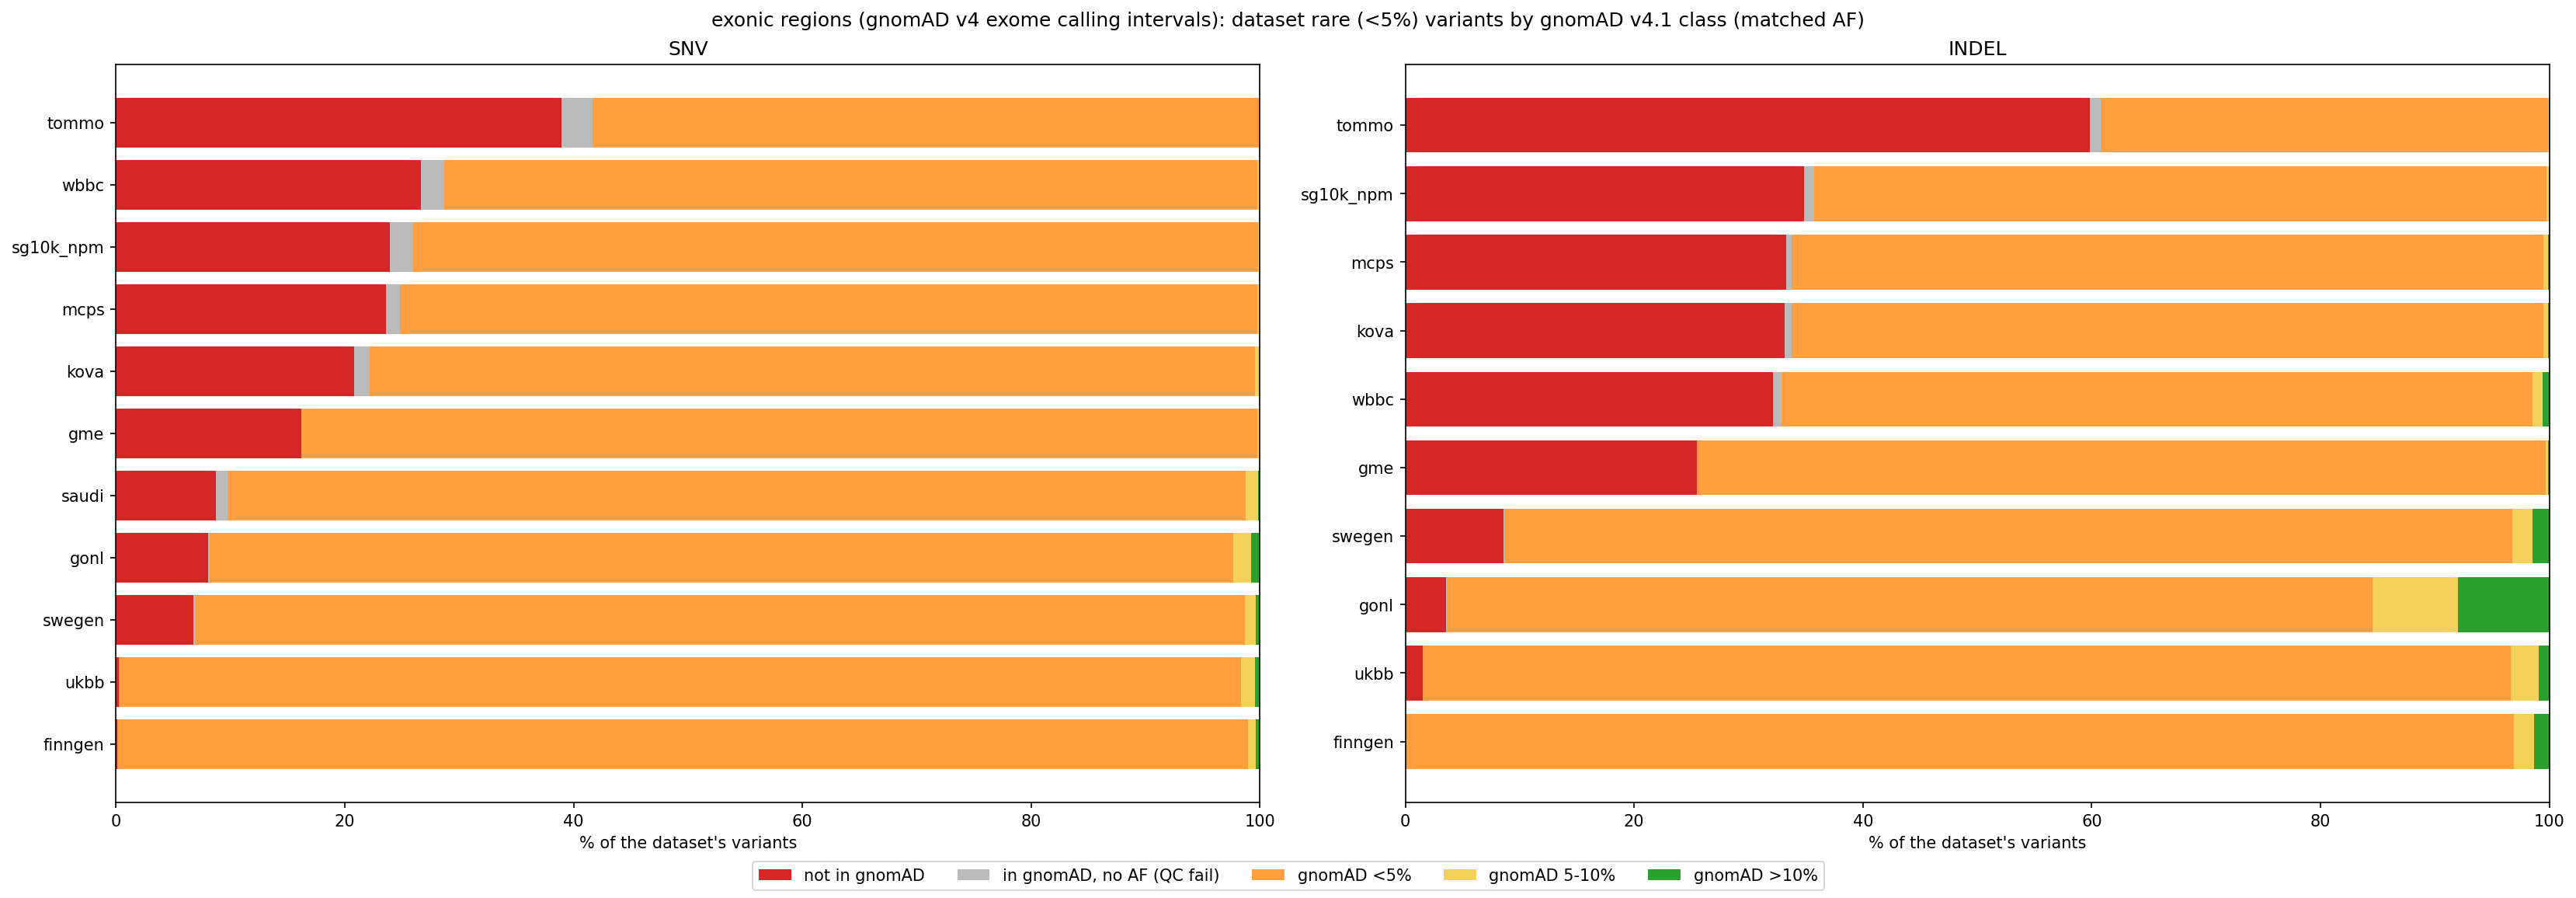 exonic regions (gnomAD v4 exome calling intervals): dataset rare (<5%) variants by gnomAD v4.1 class (matched AF)
SNV
tommo
wbbc
sg10k_npm
mcps
kova
gme
saudi
gonl
swegen
ukbb
finngen
0 20 40 60 80 100
% of the dataset's variants
INDEL
tommo
sg10k_npm
mcps
kova
wbbc
gme
swegen
gonl
ukbb
finngen
0 20 40 60 80 100
% of the dataset's variants
not in gnomAD in gnomAD, no AF (QC fail) gnomAD <5% gnomAD 5-10% gnomAD >10%